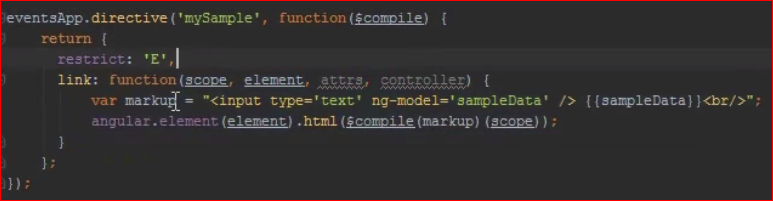 eventsApp.directive('mySample', function($compile) {
return {
restrict: 'E',
link: function(scope, element, attrs, controller) {
var markup = "<input type='text' ng-model='sampleData' /> {{sampleData}}<br/>";
angular.element(element).html($compile(markup)(scope));
}
};
});